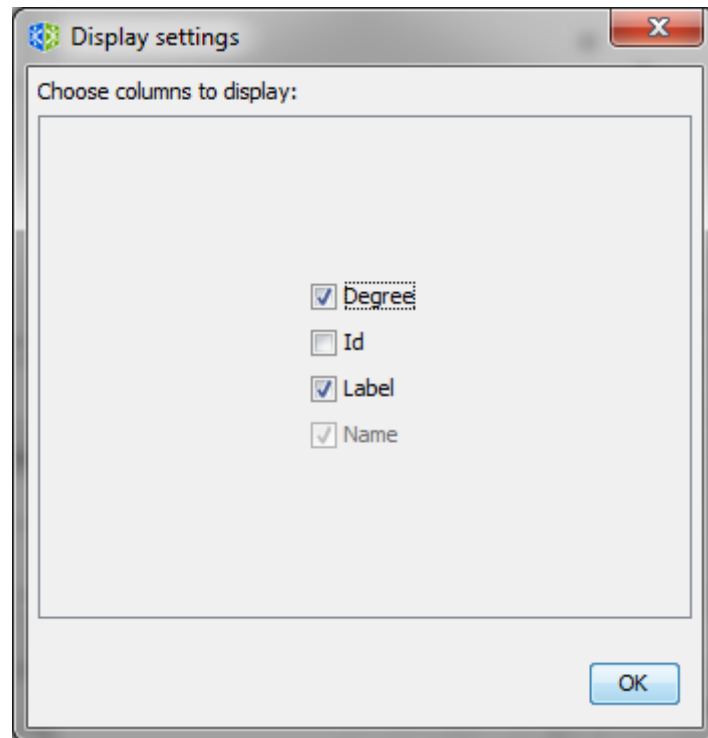 Display settings
Choose columns to display:
Degree
Id
Label
Name
OK